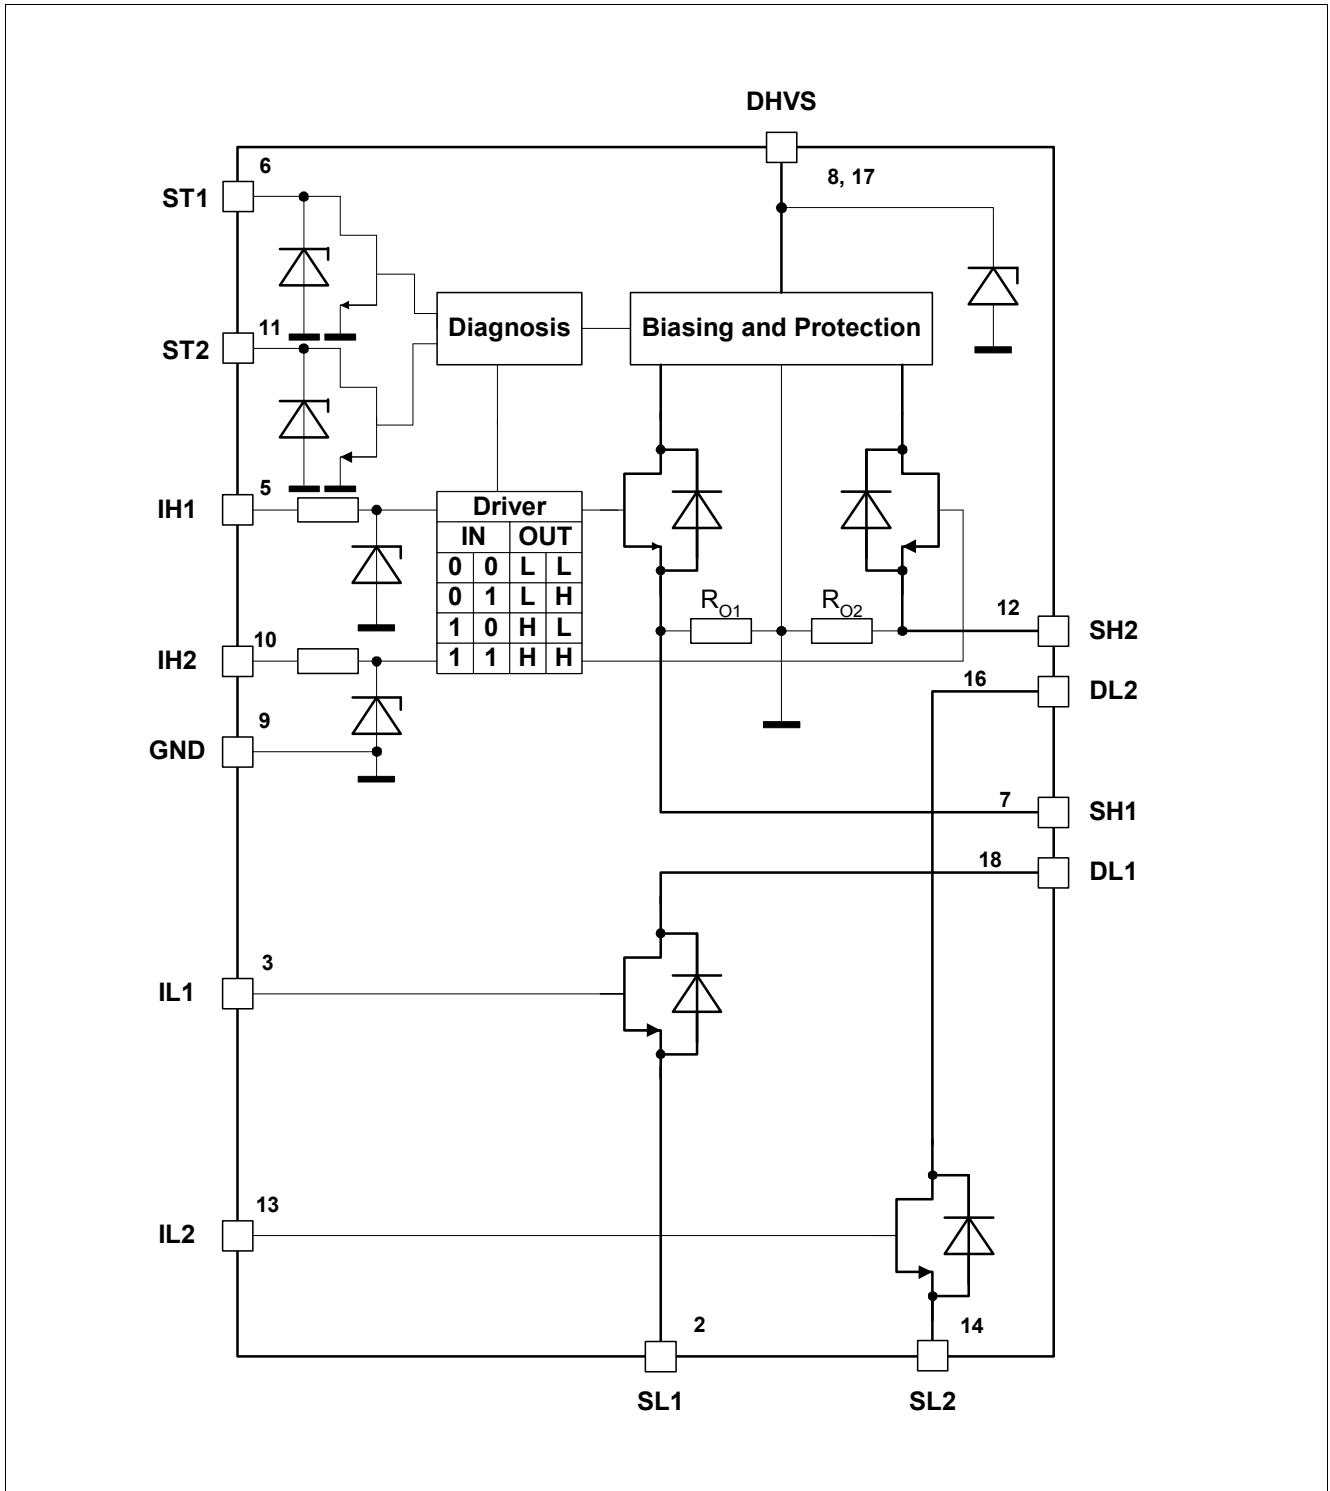 DHVS
8, 17
6
ST1
11
ST2
Diagnosis
Biasing and Protection
5
IH1
Driver
IN OUT
0 0 L L
0 1 L H
1 0 H L
1 1 H H
RO1
RO2
12
SH2
10
IH2
16
DL2
9
GND
7
SH1
18
DL1
3
IL1
13
IL2
2
14
SL1
SL2